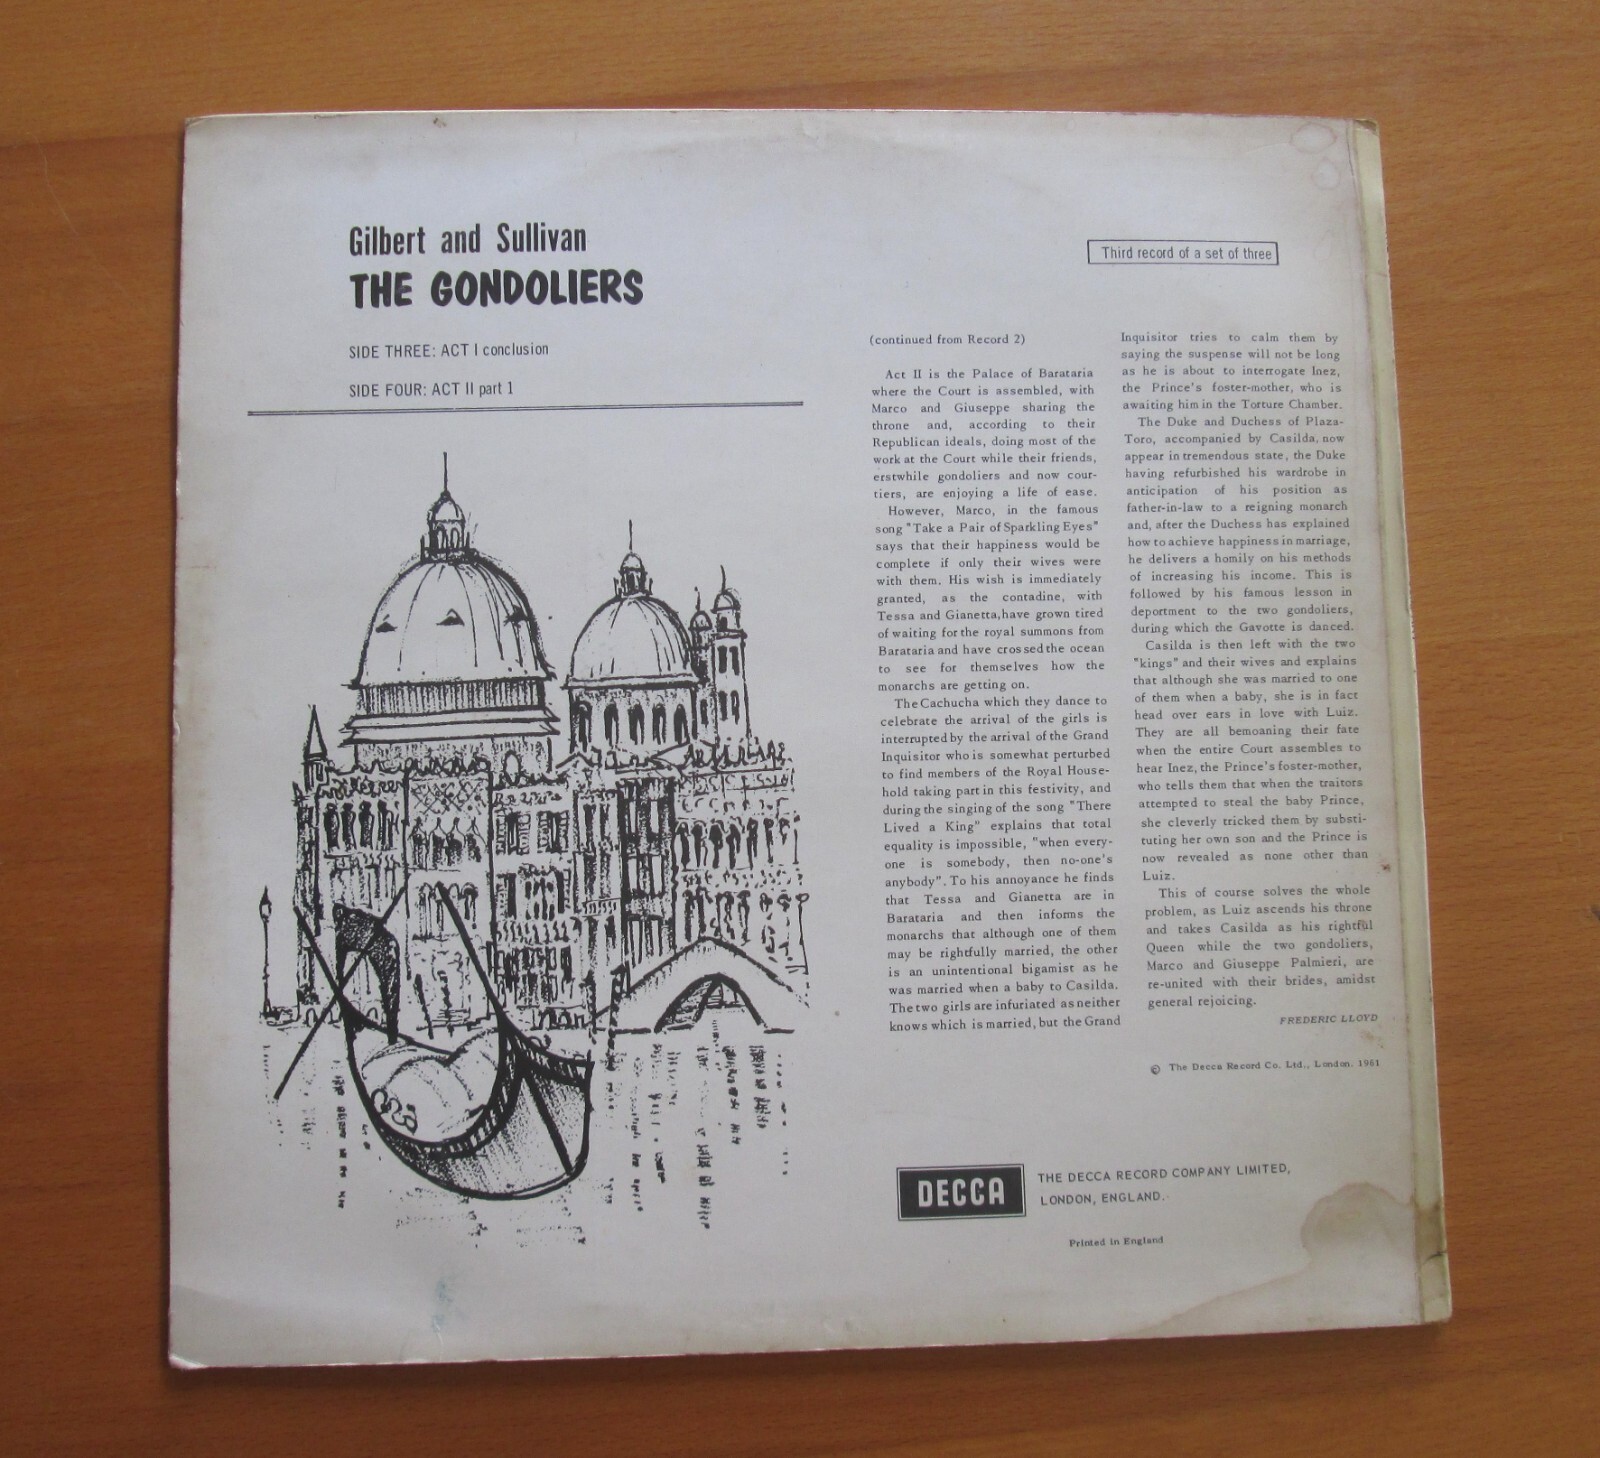 Gilbert and Sullivan
THE GONDOLIERS
SIDE THREE: ACT I conclusion
SIDE FOUR: ACT II part 1
Third record of a set of three
(continued from Record 2)
Act II is the Palace of Barataria
where the Court is assembled, with
Marco and Giuseppe sharing the
throne and, according to their
Republican ideals, doing most of the
work at the Court while their friends,
erstwhile gondoliers and now cour-
tiers, are enjoying a life of ease.
However, Marco, in the famous
song "Take a Pair of Sparkling Eyes"
says that their happiness would be
complete if only their wives were
with them. His wish is immediately
granted, as the contadine, with
Tessa and Gianetta, have grown tired
of waiting for the royal summons from
Barataria and have crossed the ocean
to see for themselves how the
monarchs are getting on.
The Cachucha which they dance to
celebrate the arrival of the girls is
interrupted by the arrival of the Grand
Inquisitor who is somewhat perturbed
to find members of the Royal House-
hold taking part in this festivity, and
during the singing of the song "There
Lived a King" explains that total
equality is impossible, "when every-
one is somebody, then no-one's
anybody". To his annoyance he finds
that Tessa and Gianetta are in
Barataria and then infoms the
monarchs that although one of them
may be rightfully married, the other
is an unintentional bigamist as he
was married when a baby to Casilda.
The two girls are infuriated as neither
knows which is married, but the Grand
Inquisitor tries to calm them by
saying the suspense will not be long
as he is about to interrogate Inez,
the Prince's foster-mother, who is
awaiting him in the Torture Chamber.
The Duke and Duchess of Plaza-
Toro, accompanied by Casilda, now
appear in tremendous state, the Duke
having refurbished his wardrobe in
anticipation of his position as
father-in-law to a reigning monarch
and, after the Duchess has explained
how to achieve happiness in marriage,
he delivers a homily on his methods
of increasing his income. This is
followed by his famous lesson in
deportment to the two gondoliers,
during which the Gavotte is danced.
Casilda is then left with the two
"kings" and their wives and explains
that although she was married to one
of them when a baby, she is in fact
head over ears in love with Luiz.
They are all bemoaning their fate
when the entire Court assembles to
hear Inez, the Prince's foster-mother,
who tells them that when the traitors
attempted to steal the baby Prince,
she cleverly tricked them by substi-
tuting her own son and the Prince is
now revealed as none other than
Luiz.
This of course solves the whole
problem, as Luiz ascends his throne
and takes Casilda as his rightful
Queen while the two gondoliers,
Marco and Giuseppe Palmieri, are
re-united with their brides, amidst
general rejoicing.
FREDERIC LLOYD
© The Decca Record Co. Ltd., London. 1961
DECCA
THE DECCA RECORD COMPANY LIMITED,
LONDON, ENGLAND.
Printed in England